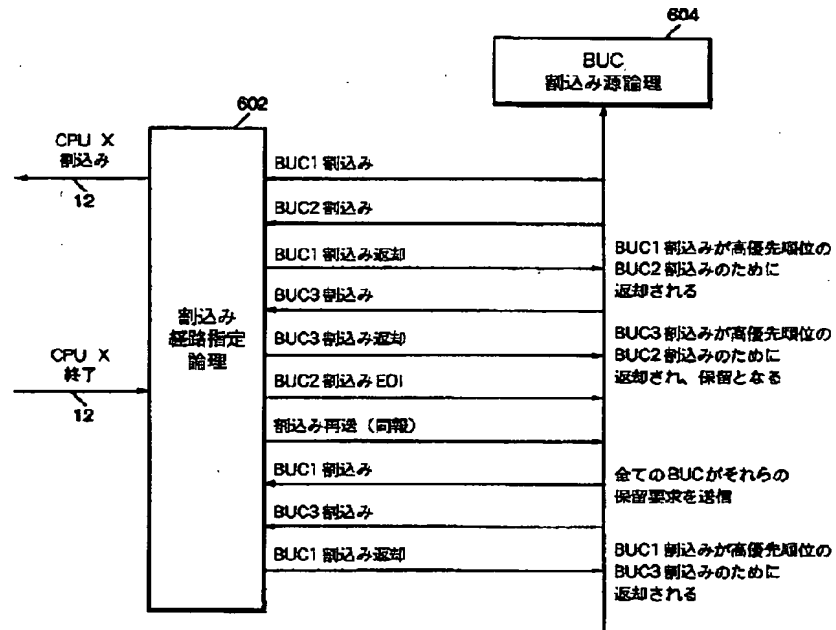 604
BUC
割込み源論理
602
CPU X
割込み
12
BUC1 割込み
BUC2 割込み
BUC1 割込み返却
BUC1 割込みが高優先順位の
BUC2 割込みのために
返却される
BUC3 割込み
割込み
経路指定
論理
BUC3 割込み返却
BUC3 割込みが高優先順位の
BUC2 割込みのために
返却され、保留となる
CPU X
終了
12
BUC2 割込み EOI
割込み再送（同報）
BUC1 割込み
全ての BUC がそれらの
保留要求を送信
BUC3 割込み
BUC1 割込み返却
BUC1 割込みが高優先順位の
BUC3 割込みのために
返却される